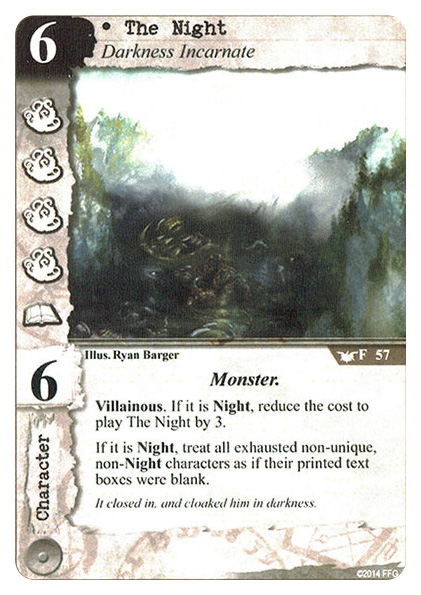 6
• The Night
Darkness Incarnate
Illus. Ryan Barger
F 57
6
Monster.
Villainous. If it is Night, reduce the cost to
play The Night by 3.
If it is Night, treat all exhausted non-unique,
non-Night characters as if their printed text
boxes were blank.
It closed in, and cloaked him in darkness.
Character
©2014 FFG